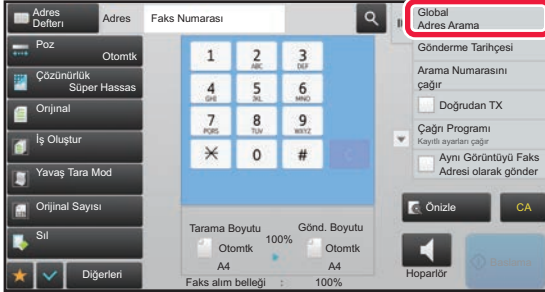 Adres
Defteri
Adres
Faks Numarası
Poz
Otomtk
Çözünürlük
Süper Hassas
Orijinal
İş Oluştur
Yavaş Tara Mod
Orijinal Sayısı
Sil
Diğerleri
1
2
ABC
3
DEF
4
GHI
5
JKL
6
MNO
7
PQRS
8
TUV
9
WXYZ
0
#
C
Tarama Boyutu
Gönd. Boyutu
Otomtk
100%
Otomtk
A4
A4
Faks alım belleği : 100%
Global
Adres Arama
Gönderme Tarihçesi
Arama Numarasını
çağır
Doğrudan TX
Çağrı Programı
Kayıtlı ayarları çağır
Aynı Görüntüyü Faks
Adresi olarak gönder
Önizle
CA
Hoparlör